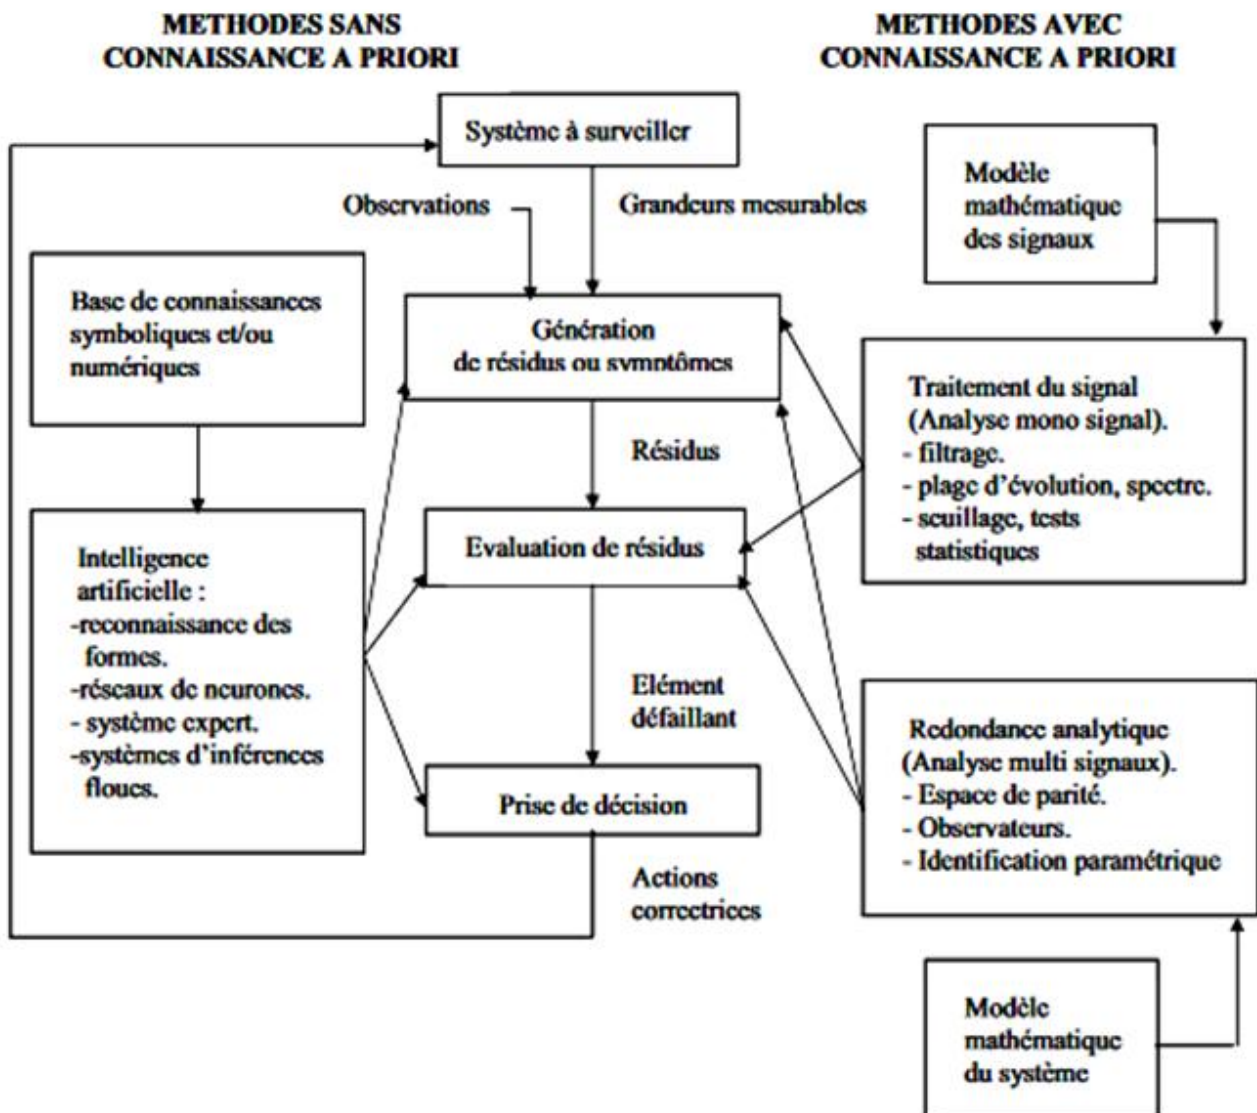 METHODES SANS
CONNAISSANCE A PRIORI
METHODES AVEC
CONNAISSANCE A PRIORI
Système à surveiller
Observations
Grandeurs mesurables
Modèle
mathématique
des signaux
Base de connaissances
symboliques et/ou
numériques
Génération
de résidus ou symptômes
Traitement du signal
(Analyse mono signal).
- filtrage.
- plage d'évolution, spectre.
- seuillage, tests
statistiques
Résidus
Intelligence
artificielle :
-reconnaissance des
formes.
-réseaux de neurones.
- système expert.
-systèmes d'inférences
floues.
Evaluation de résidus
Elément
défaillant
Redondance analytique
(Analyse multi signaux).
- Espace de parité.
- Observateurs.
- Identification paramétrique
Prise de décision
Actions
correctrices
Modèle
mathématique
du système